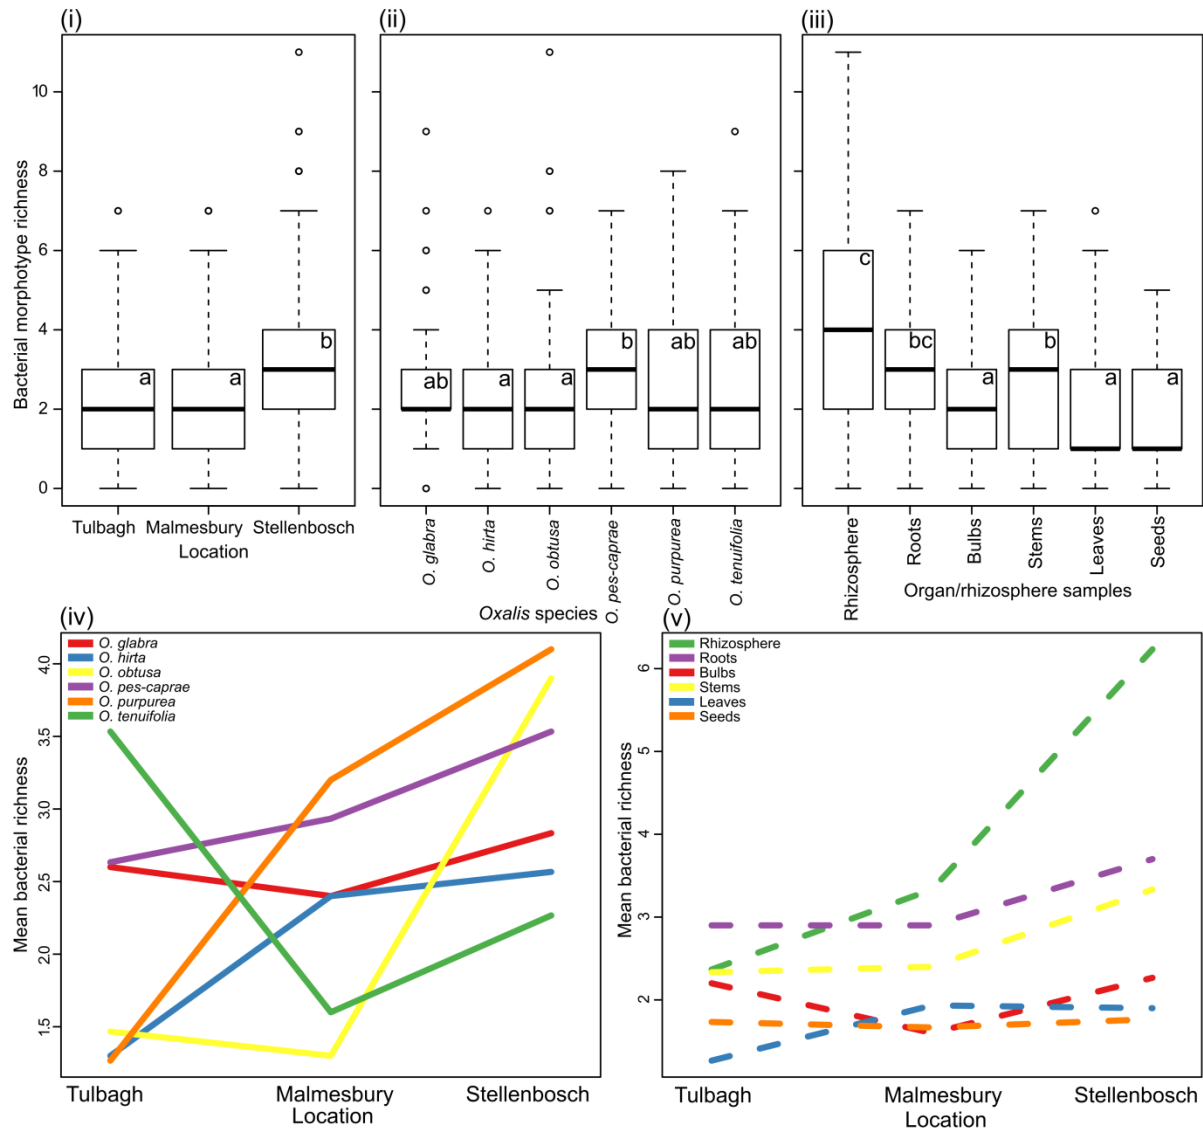 (i)
Bacterial morphotype richness
10
8
6
4
2
0
a
a
b
Tulbagh
Malmesbury
Stellenbosch
Location
(ii)
ab
a
a
b
ab
ab
O. glabra
O. hirta
O. obtusa
O. pes-caprae
O. purpurea
O. tenuifolia
Oxalis species
(iii)
c
bc
a
b
a
a
Rhizosphere
Roots
Bulbs
Stems
Leaves
Seeds
Organ/rhizosphere samples
(iv)
O. glabra
O. hirta
O. obtusa
O. pes-caprae
O. purpurea
O. tenuifolia
Mean bacterial richness
4.0
3.5
3.0
2.5
2.0
1.5
Tulbagh
Malmesbury
Stellenbosch
Location
(v)
Rhizosphere
Roots
Bulbs
Stems
Leaves
Seeds
Mean bacterial richness
6
5
4
3
2
Tulbagh
Malmesbury
Stellenbosch
Location